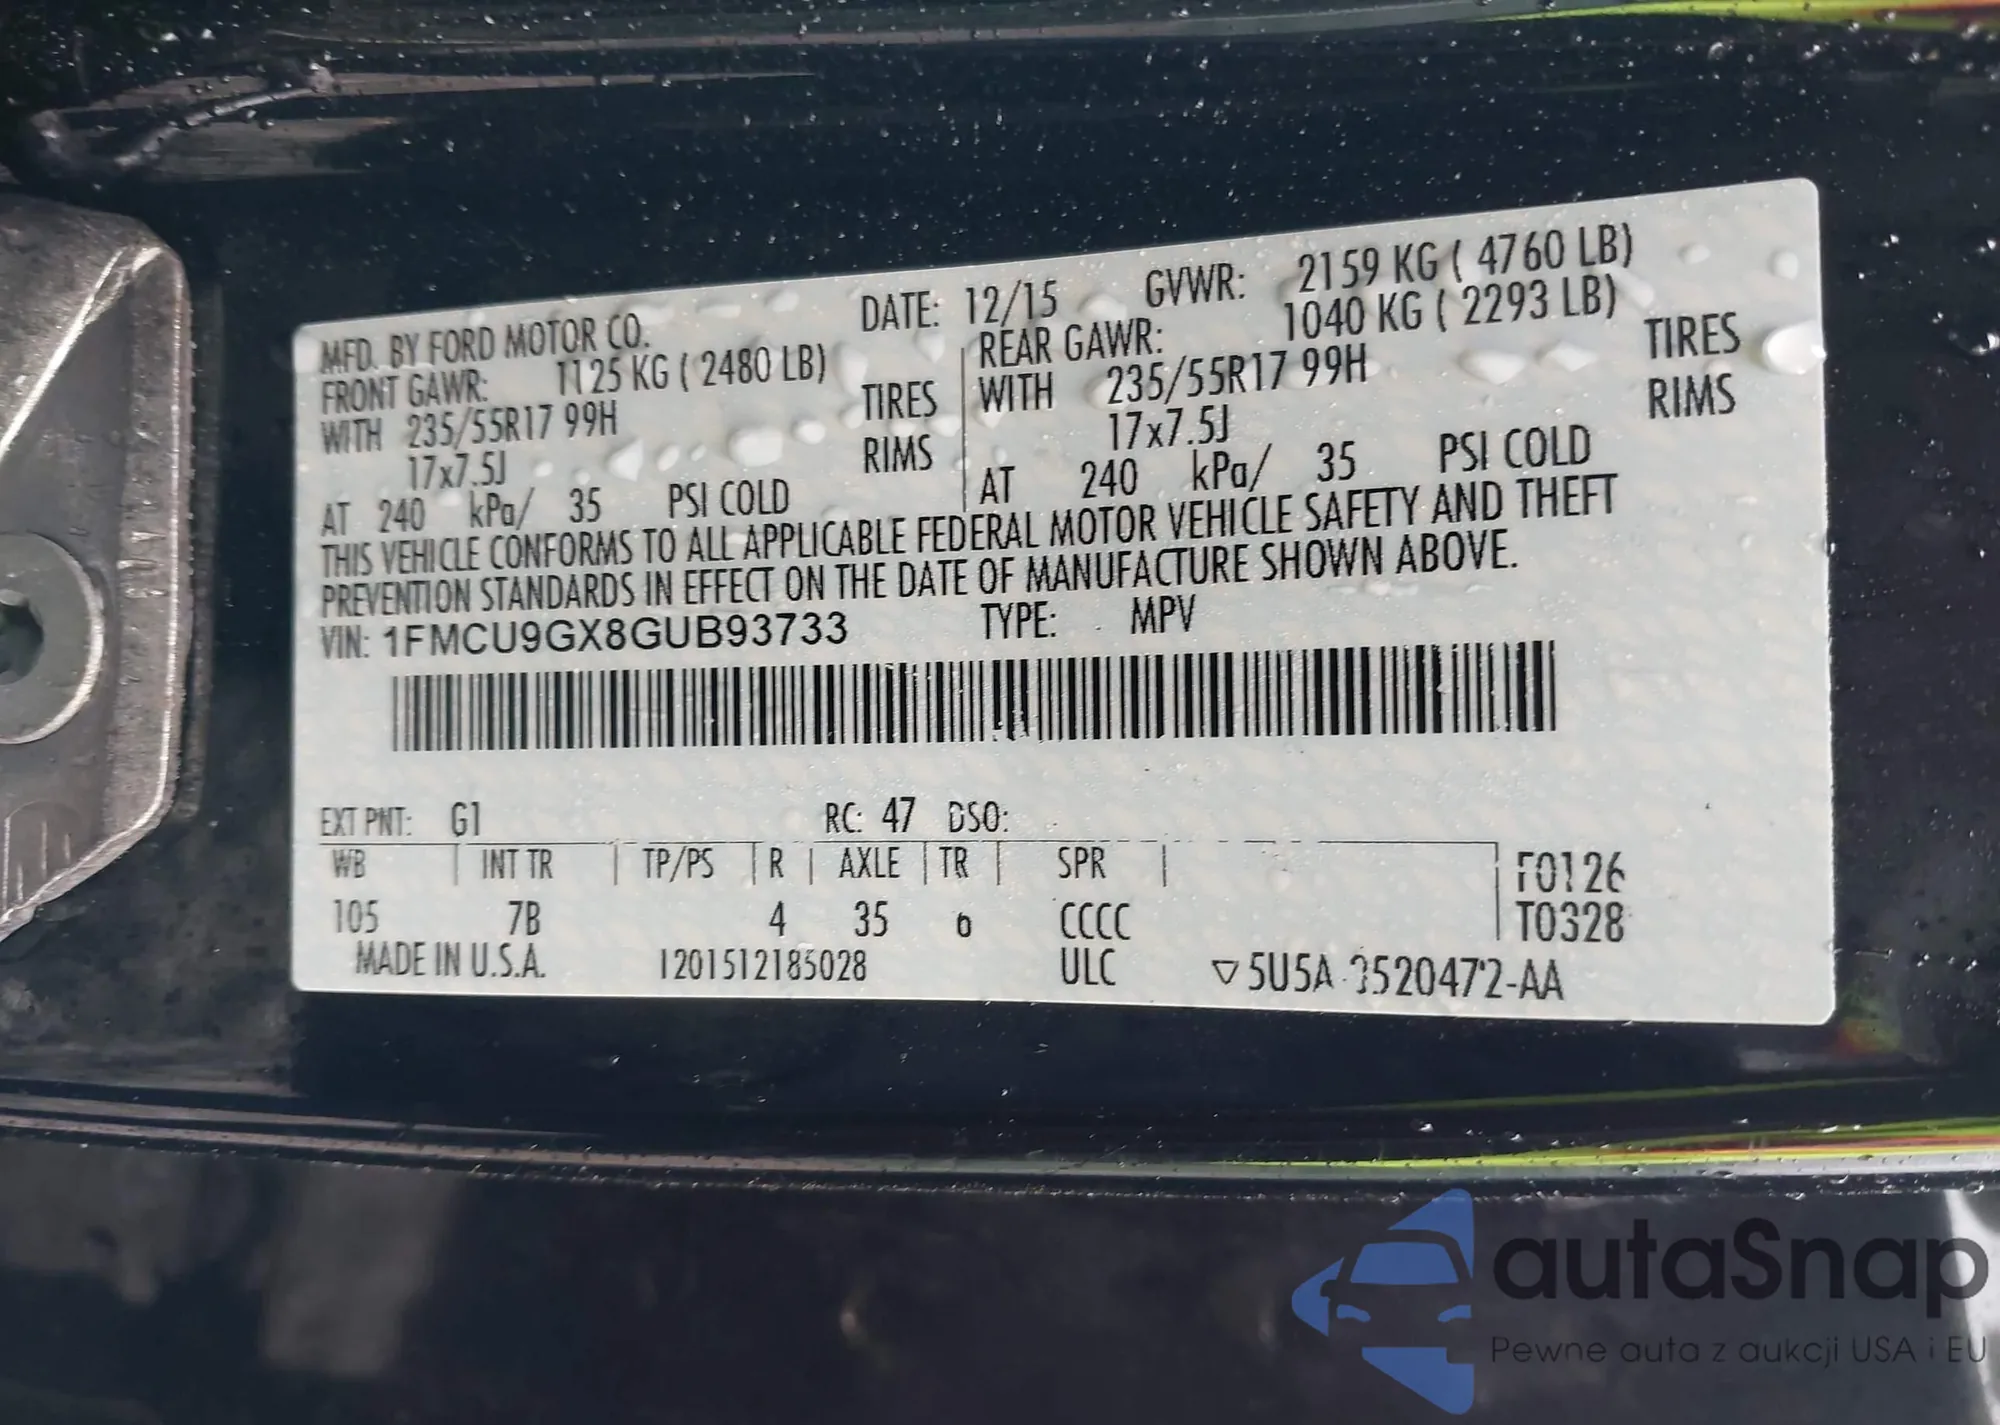 MFD. BY FORD MOTOR CO. DATE: 12/15 GVWR: 2159 KG ( 4760 LB)
FRONT GAWR: 1125 KG ( 2480 LB) REAR GAWR: 1040 KG ( 2293 LB)
WITH 235/55R17 99H TIRES WITH 235/55R17 99H TIRES
17x7.5J RIMS 17x7.5J RIMS
AT 240 kPa/ 35 PSI COLD AT 240 kPa/ 35 PSI COLD
THIS VEHICLE CONFORMS TO ALL APPLICABLE FEDERAL MOTOR VEHICLE SAFETY AND THEFT
PREVENTION STANDARDS IN EFFECT ON THE DATE OF MANUFACTURE SHOWN ABOVE.
VIN: 1FMCU9GX8GUB93733 TYPE: MPV
EXT PNT: G1 RC: 47 DSO:
WB INT TR TP/PS R AXLE TR SPR F0126
105 7B 4 35 CCCC T0328
MADE IN U.S.A. ULC
autaSnap
Pewne auta z aukcji USA i EU